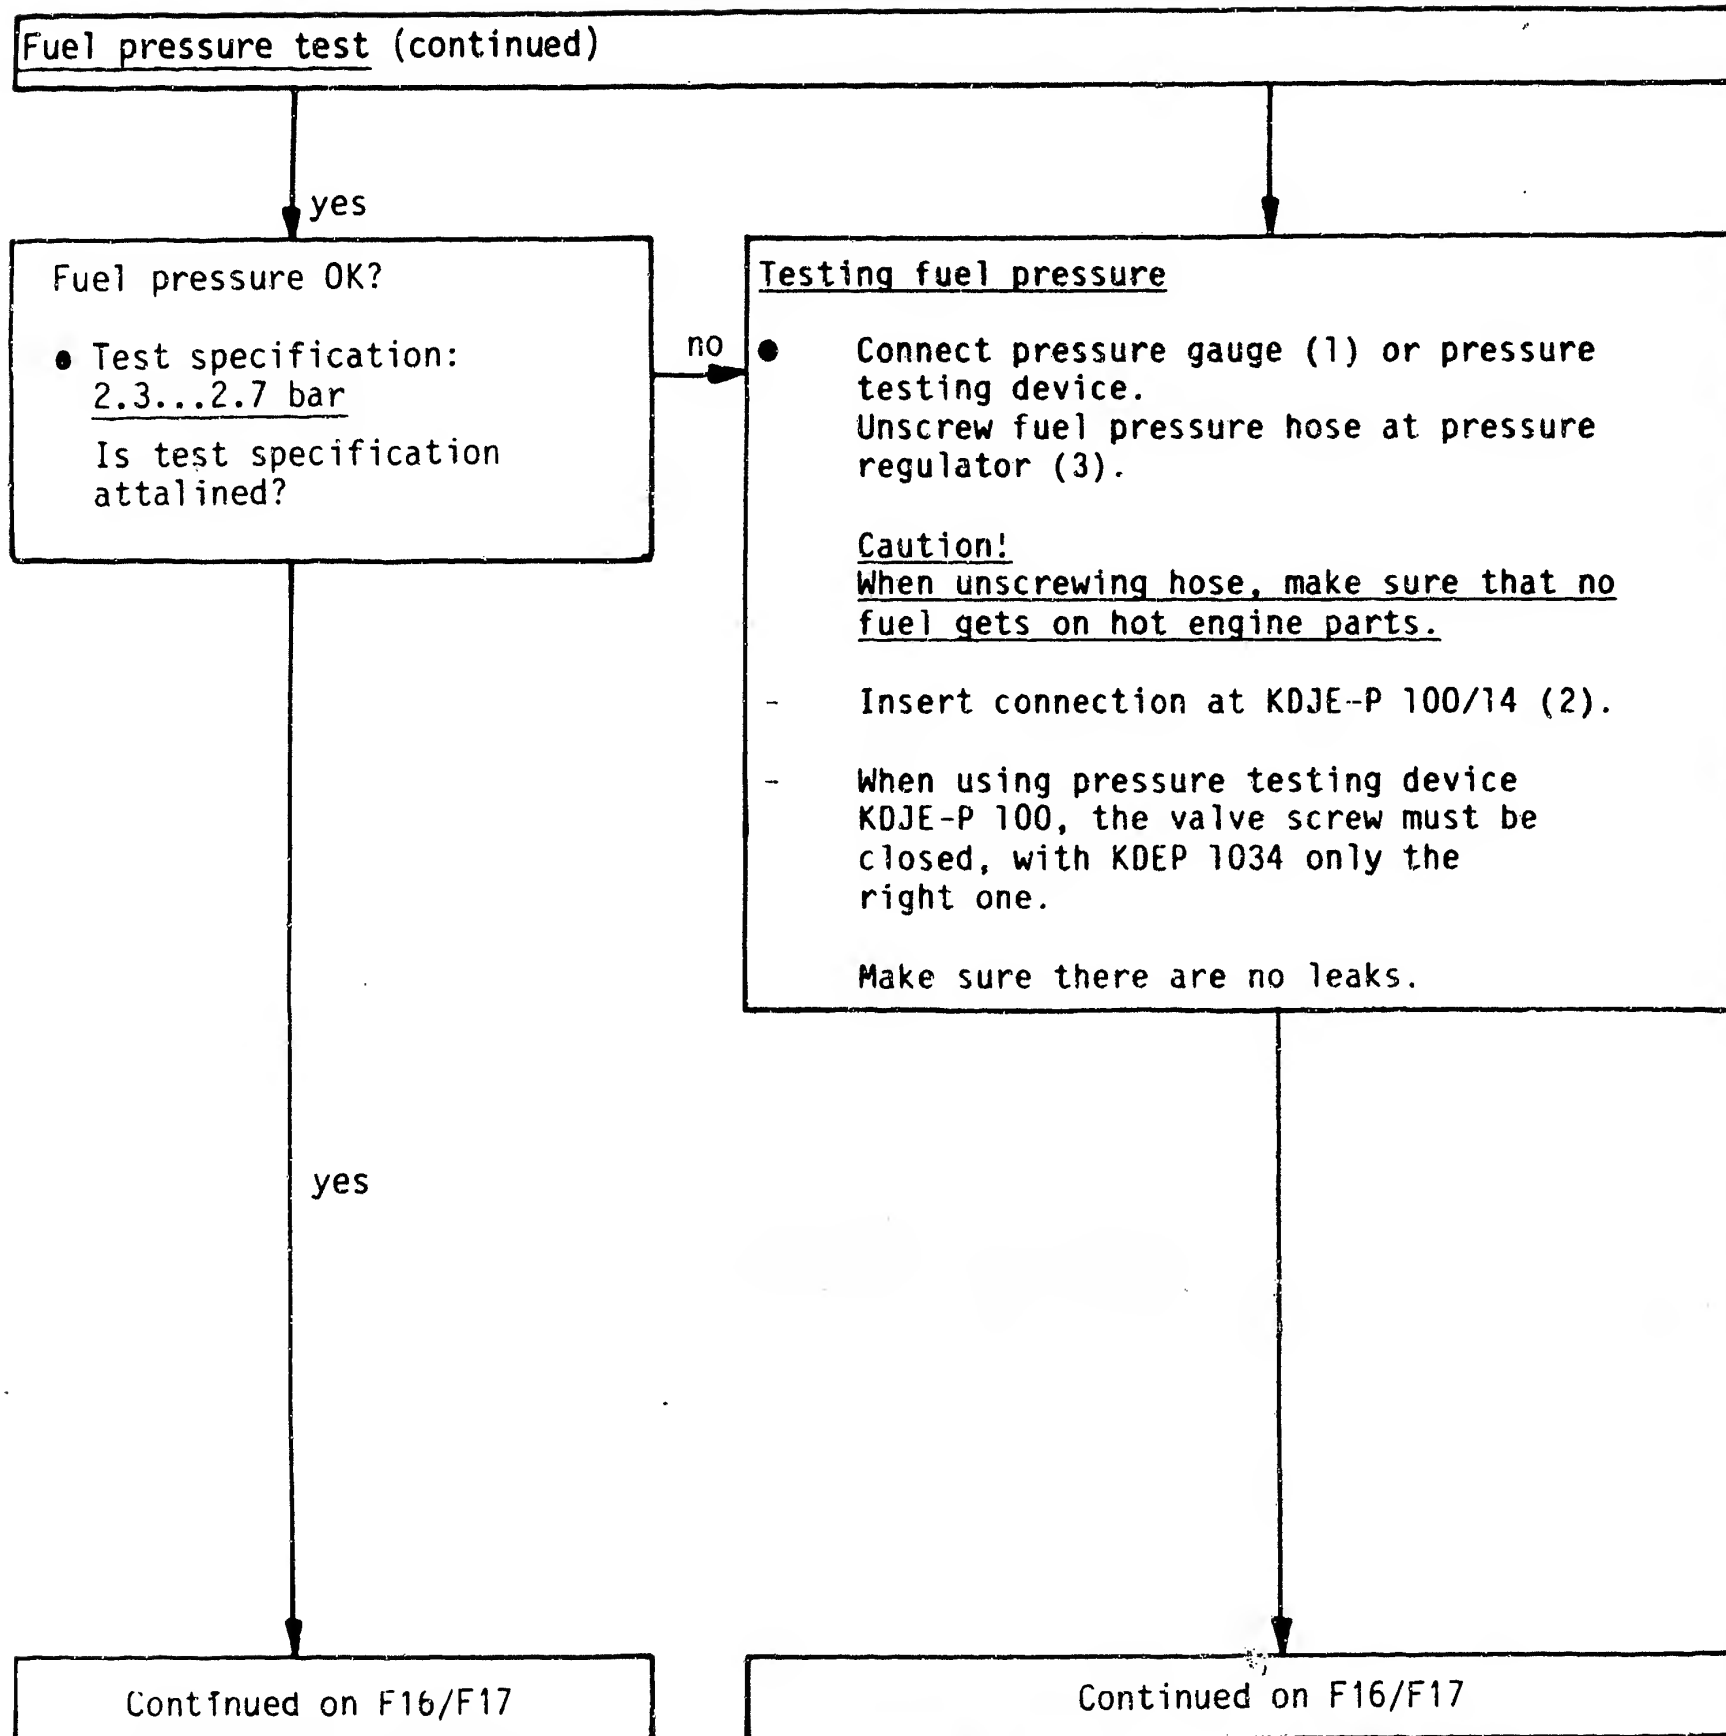 Fuel pressure test (continued)
yes
Fuel pressure OK?
● Test specification:
2.3...2.7 bar
Is test specification
attalined?
no
Testing fuel pressure
● Connect pressure gauge (1) or pressure
testing device.
Unscrew fuel pressure hose at pressure
regulator (3).
Caution!
When unscrewing hose, make sure that no
fuel gets on hot engine parts.
- Insert connection at KDJE-P 100/14 (2).
- When using pressure testing device
KDJE-P 100, the valve screw must be
closed, with KDEP 1034 only the
right one.
Make sure there are no leaks.
yes
Continued on F16/F17
Continued on F16/F17